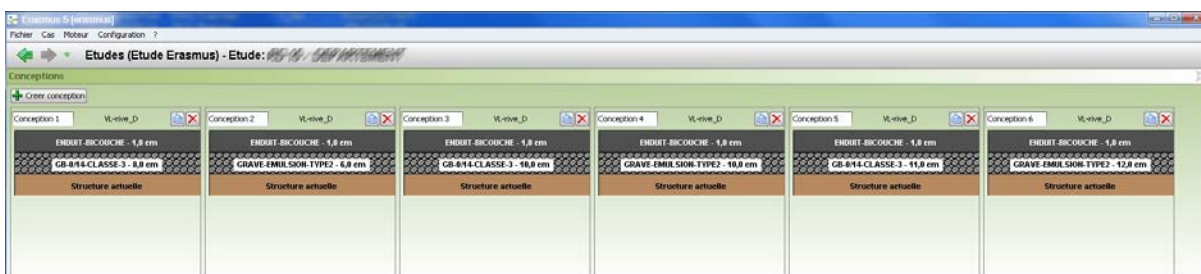 Erasmus 5 [erasmus]
Fichier Cas Moteur Configuration ?
Etudes (Etude Erasmus) - Etude:
Conceptions
Creer conception
Conception 1 VL-rive_D Conception 2 VL-rive_D Conception 3 VL-rive_D Conception 4 VL-rive_D Conception 5 VL-rive_D Conception 6 VL-rive_D
ENDUIT-BICOUCHE - 1,0 cm ENDUIT-BICOUCHE - 1,0 cm ENDUIT-BICOUCHE - 1,0 cm ENDUIT-BICOUCHE - 1,0 cm ENDUIT-BICOUCHE - 1,0 cm ENDUIT-BICOUCHE - 1,0 cm
GB-0/14-CLASSE-3 - 8,0 cm GRAVE-EMULSION-TYPE2 - 6,0 cm GB-0/14-CLASSE-3 - 10,0 cm GRAVE-EMULSION-TYPE2 - 10,0 cm GB-0/14-CLASSE-3 - 11,0 cm GRAVE-EMULSION-TYPE2 - 12,0 cm
Structure actuelle Structure actuelle Structure actuelle Structure actuelle Structure actuelle Structure actuelle